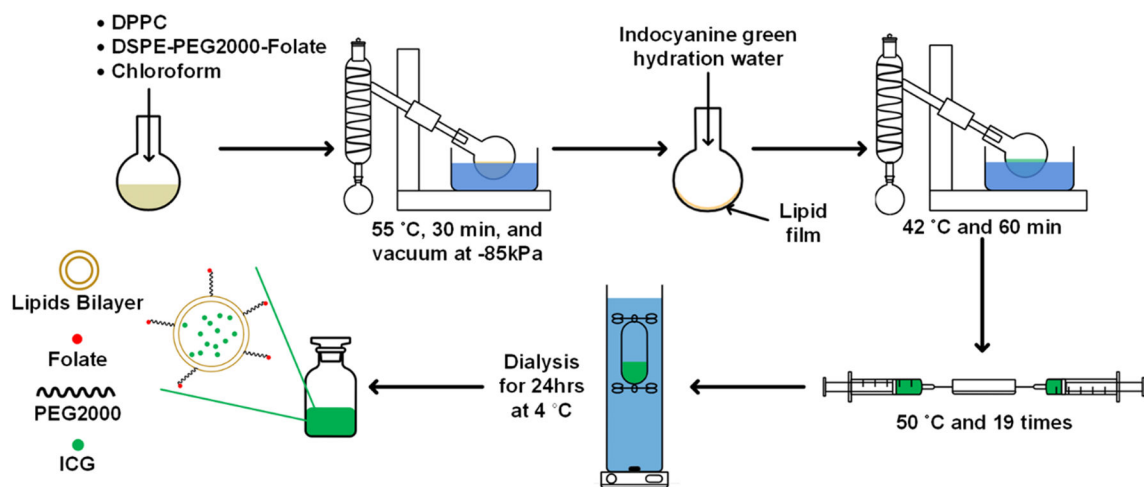 • DPPC
• DSPE-PEG2000-Folate
• Chloroform
55 °C, 30 min, and
vacuum at -85kPa
Indocyanine green
hydration water
Lipid
film
42 °C and 60 min
50 °C and 19 times
Dialysis
for 24hrs
at 4 °C
Lipids Bilayer
Folate
PEG2000
ICG